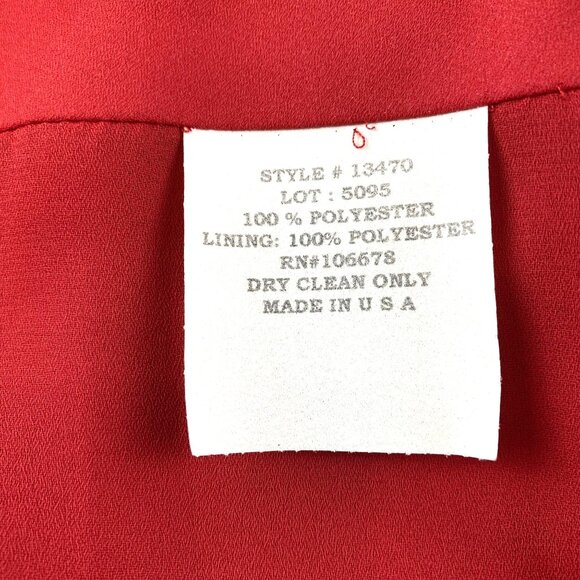 STYLE # 13470
LOT : 5095
100 % POLYESTER
LINING: 100% POLYESTER
RN#106678
DRY CLEAN ONLY
MADE IN U S A